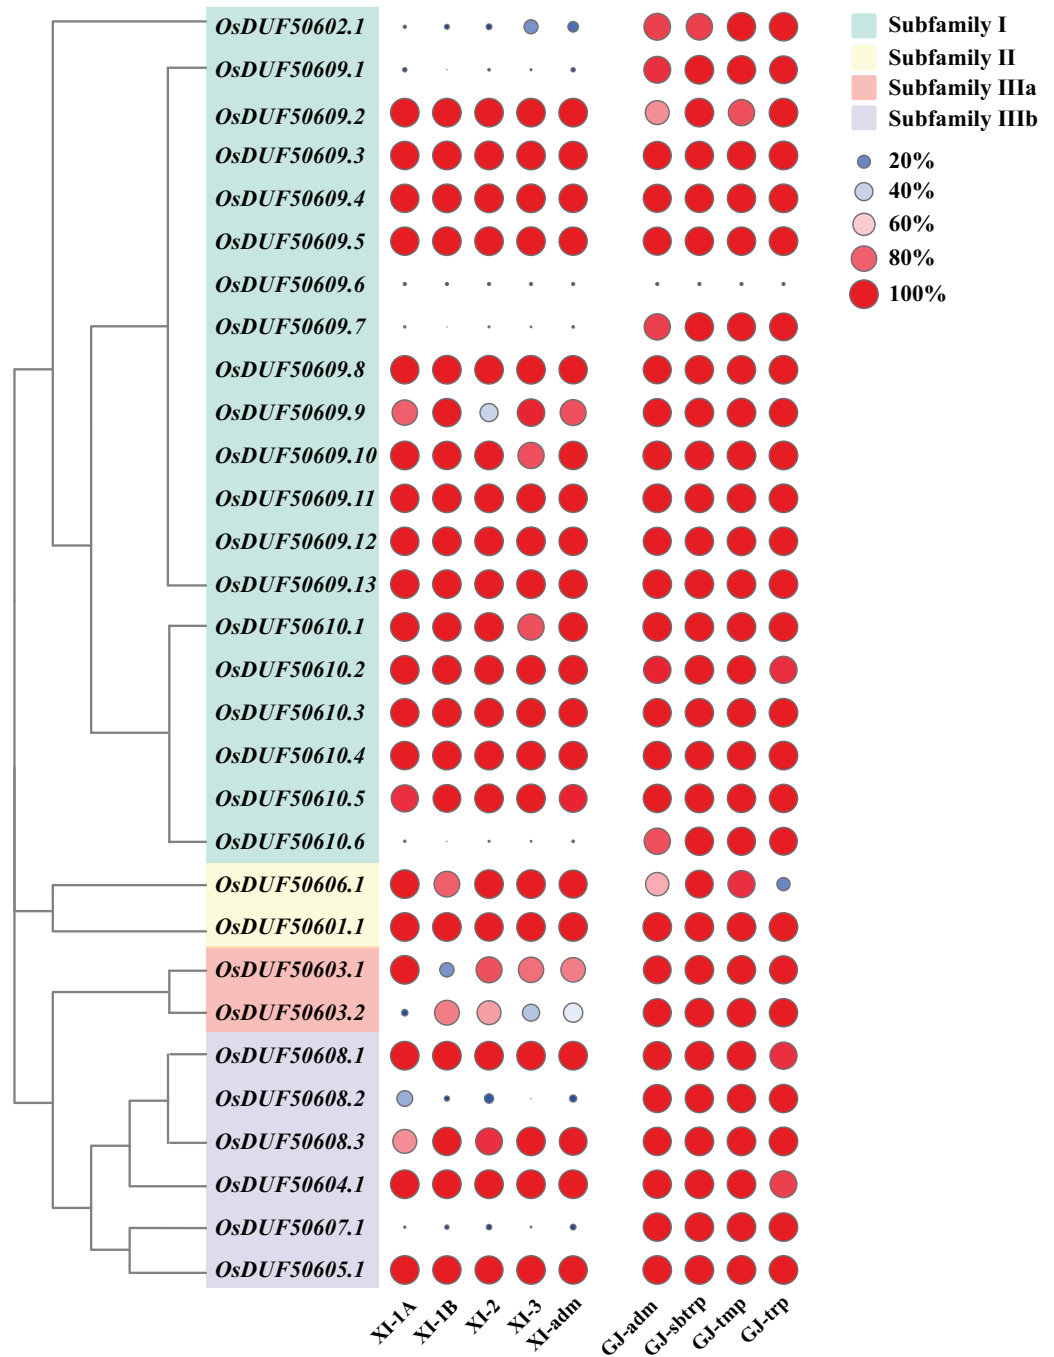 OsDUF50602.1
OsDUF50609.1
OsDUF50609.2
OsDUF50609.3
OsDUF50609.4
OsDUF50609.5
OsDUF50609.6
OsDUF50609.7
OsDUF50609.8
OsDUF50609.9
OsDUF50609.10
OsDUF50609.11
OsDUF50609.12
OsDUF50609.13
OsDUF50610.1
OsDUF50610.2
OsDUF50610.3
OsDUF50610.4
OsDUF50610.5
OsDUF50610.6
OsDUF50606.1
OsDUF50601.1
OsDUF50603.1
OsDUF50603.2
OsDUF50608.1
OsDUF50608.2
OsDUF50608.3
OsDUF50604.1
OsDUF50607.1
OsDUF50605.1
XI-1A
XI-1B
XI-2
XI-3
XI-adm
GJ-adm
GJ-sbtrp
GJ-tmp
GJ-trp
Subfamily I
Subfamily II
Subfamily IIIa
Subfamily IIIb
20%
40%
60%
80%
100%